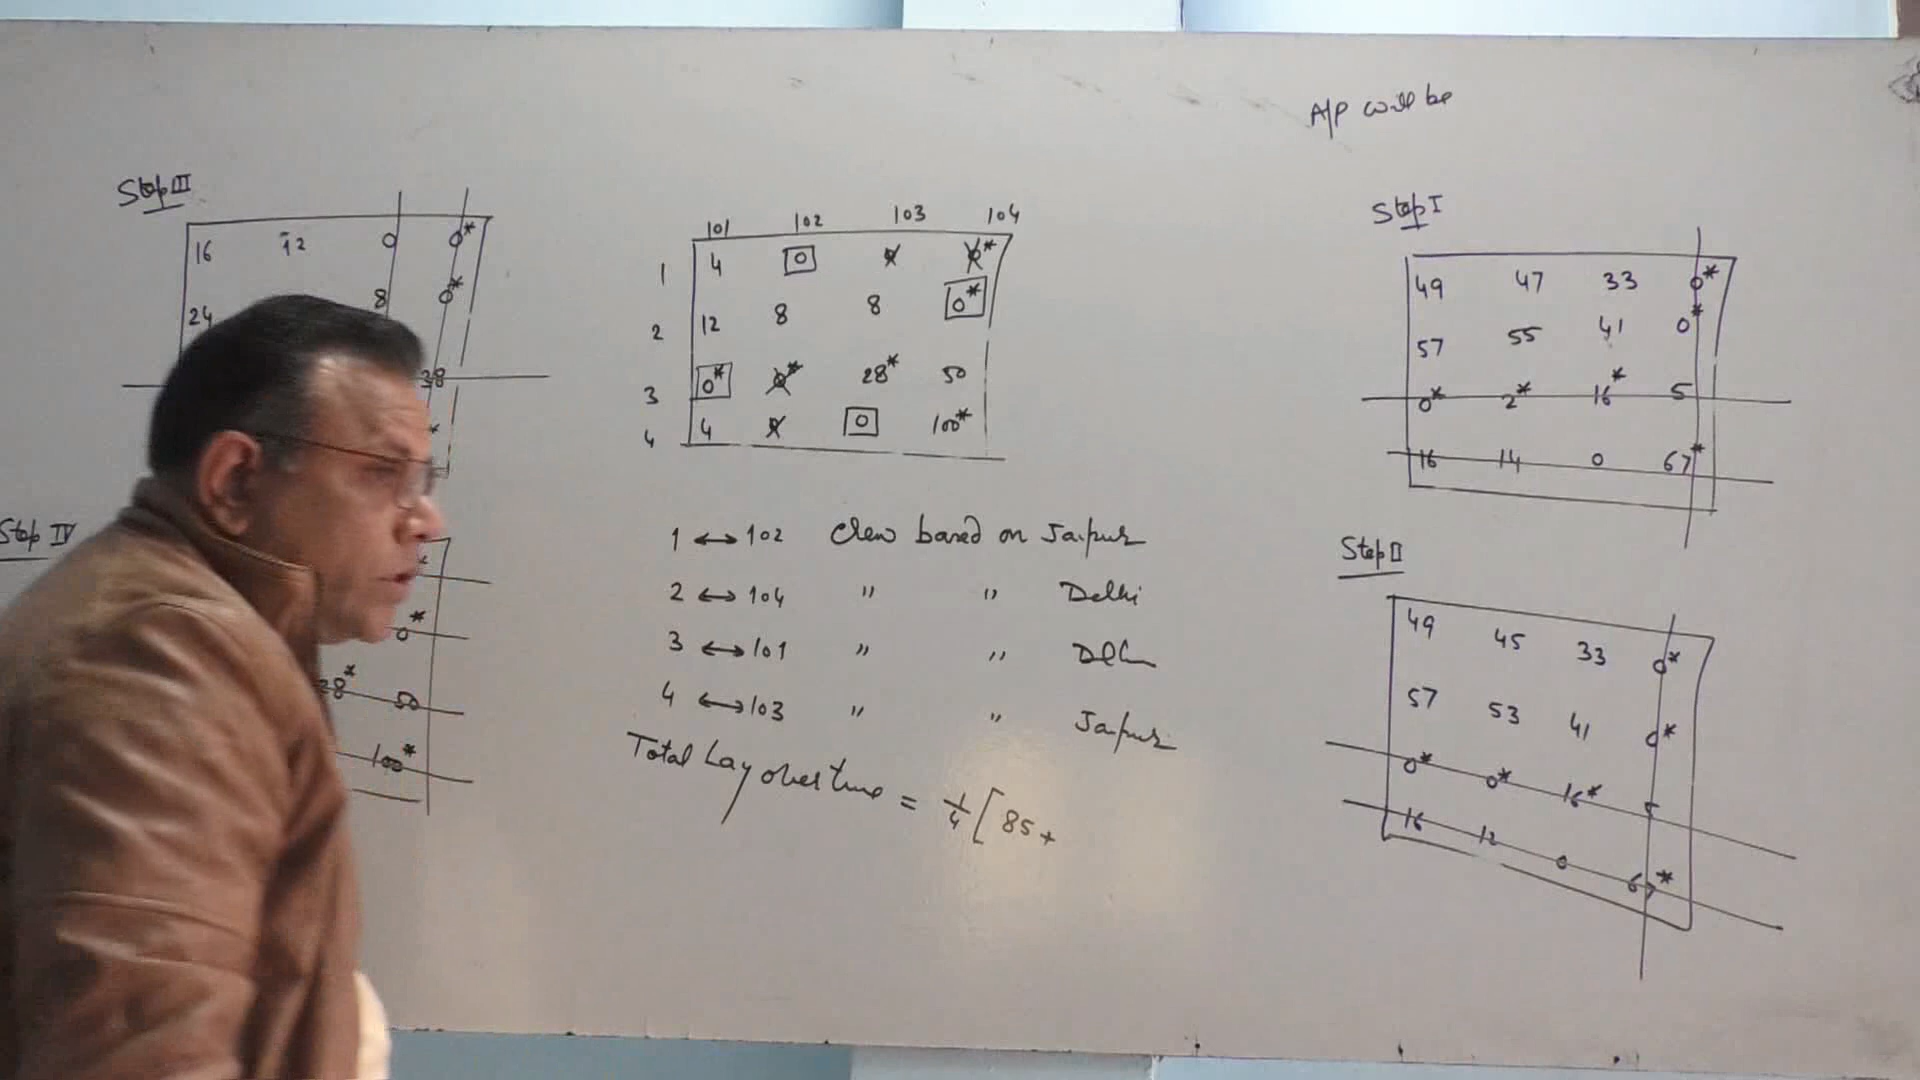 A/P will be
Step III
16 12 0 0*
24 8 0*
38
*
Step IV
0*
28* 50
100*
101 102 103 104
1 4 0 0 0*
2 12 8 8 0*
3 0* 0* 28* 50
4 4 0 0 100*
1 ↔ 102 Crew based on Jaipur
2 ↔ 104 " " Delhi
3 ↔ 101 " " Delhi
4 ↔ 103 " " Jaipur
Total Layover time = 1/4 [ 85 +
Step I
49 47 33 0*
57 55 41 0*
0* 2* 16* 5
16 14 0 67*
Step II
49 45 33 0*
57 53 41 0*
0* 0* 16* 5
16 12 0 67*